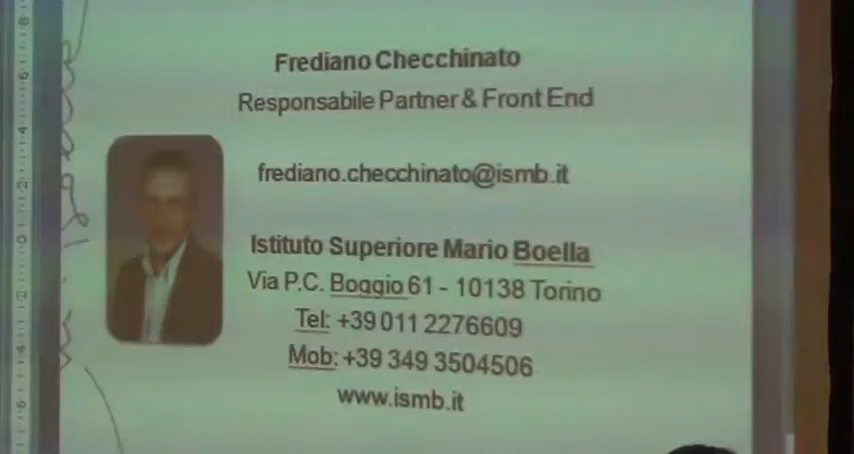 Frediano Checchinato
Responsabile Partner & Front End
frediano.checchinato@ismb.it
Istituto Superiore Mario Boella
Via P.C. Boggio 61 - 10138 Torino
Tel: +39 011 2276609
Mob: +39 349 3504506
www.ismb.it